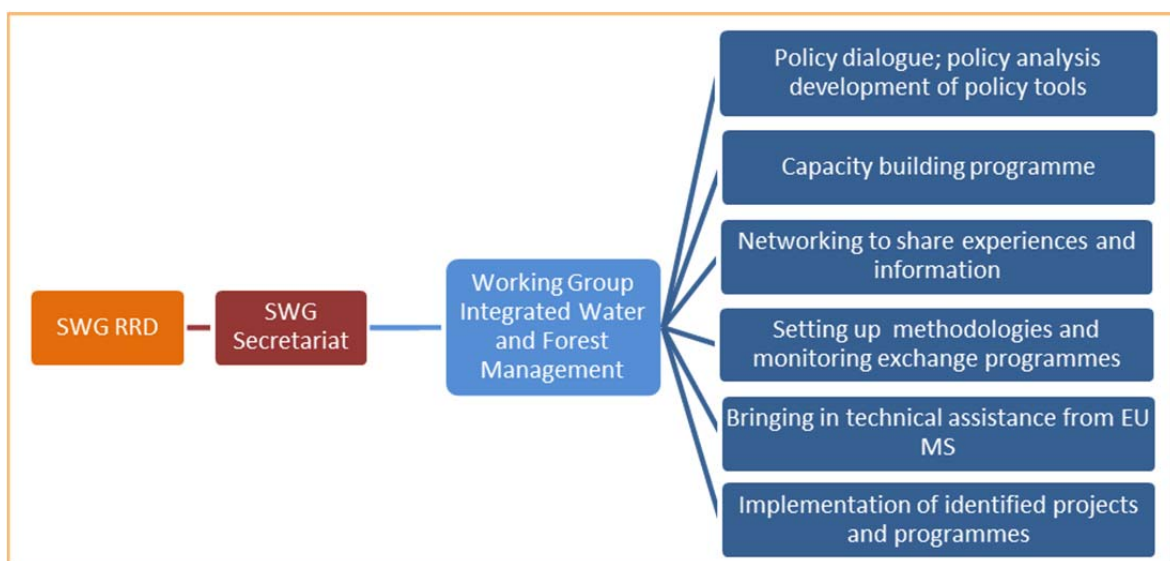 SWG RRD
SWG
Secretariat
Working Group
Integrated Water
and Forest
Management
Policy dialogue; policy analysis
development of policy tools
Capacity building programme
Networking to share experiences and
information
Setting up methodologies and
monitoring exchange programmes
Bringing in technical assistance from EU
MS
Implementation of identified projects
and programmes